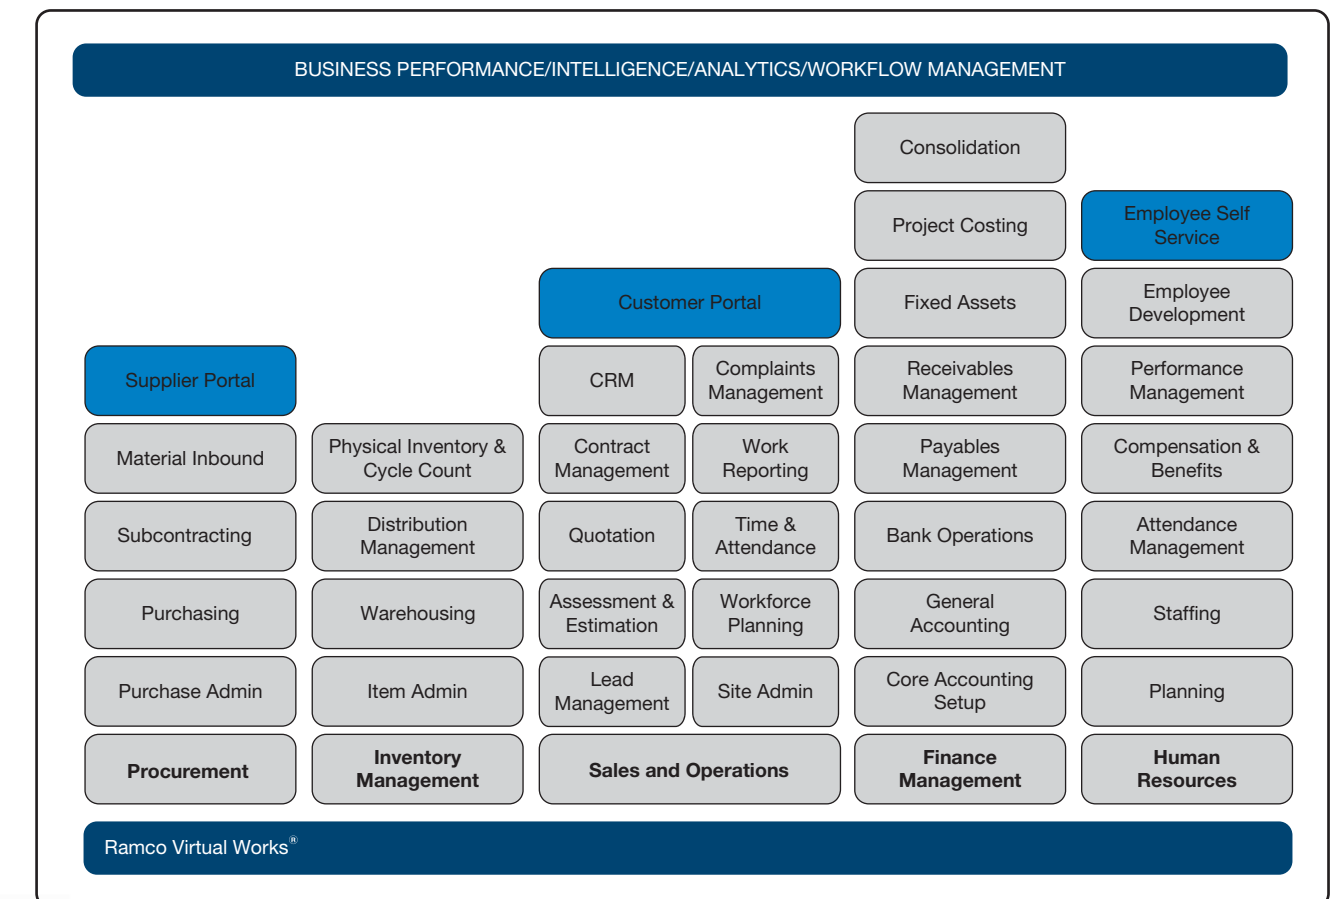 BUSINESS PERFORMANCE/INTELLIGENCE/ANALYTICS/WORKFLOW MANAGEMENT
Consolidation
Project Costing
Employee Self
Service
Customer Portal
Fixed Assets
Employee
Development
Supplier Portal
CRM
Complaints
Management
Receivables
Management
Performance
Management
Material Inbound
Physical Inventory &
Cycle Count
Contract
Management
Work
Reporting
Payables
Management
Compensation &
Benefits
Subcontracting
Distribution
Management
Quotation
Time &
Attendance
Bank Operations
Attendance
Management
Purchasing
Warehousing
Assessment &
Estimation
Workforce
Planning
General
Accounting
Staffing
Purchase Admin
Item Admin
Lead
Management
Site Admin
Core Accounting
Setup
Planning
Procurement
Inventory
Management
Sales and Operations
Finance
Management
Human
Resources
Ramco Virtual Works®